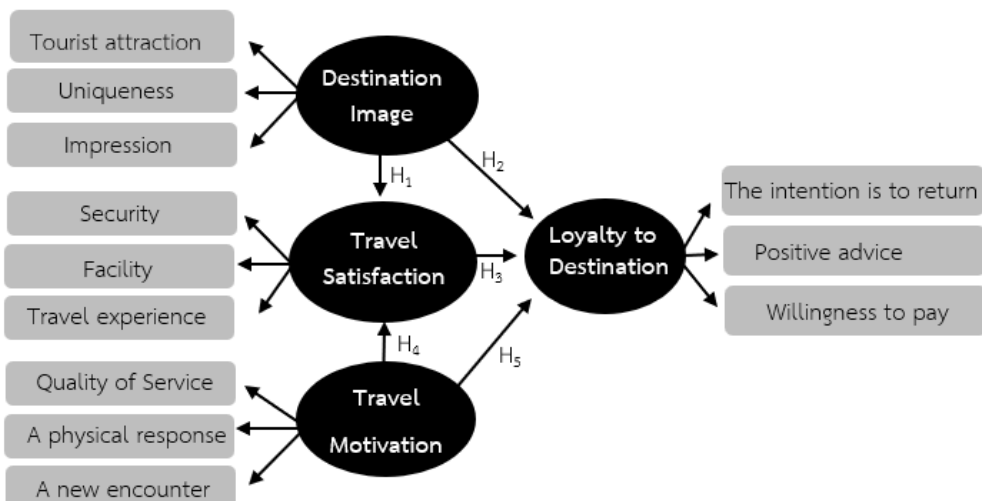 Tourist attraction
Uniqueness
Impression
Destination
Image
H₁
H₂
Security
Facility
Travel experience
Travel
Satisfaction
H₃
Loyalty to
Destination
The intention is to return
Positive advice
Willingness to pay
H₄
H₅
Quality of Service
A physical response
A new encounter
Travel
Motivation